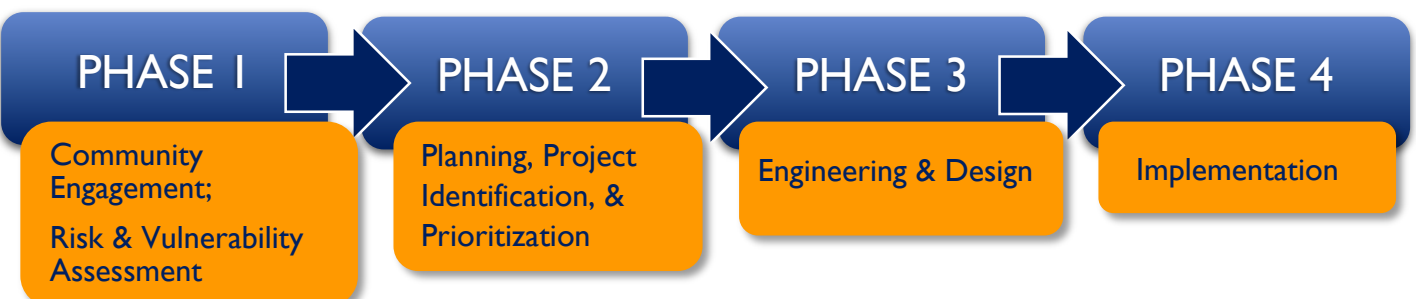 PHASE 1
Community
Engagement;
Risk & Vulnerability
Assessment
PHASE 2
Planning, Project
Identification, &
Prioritization
PHASE 3
Engineering & Design
PHASE 4
Implementation